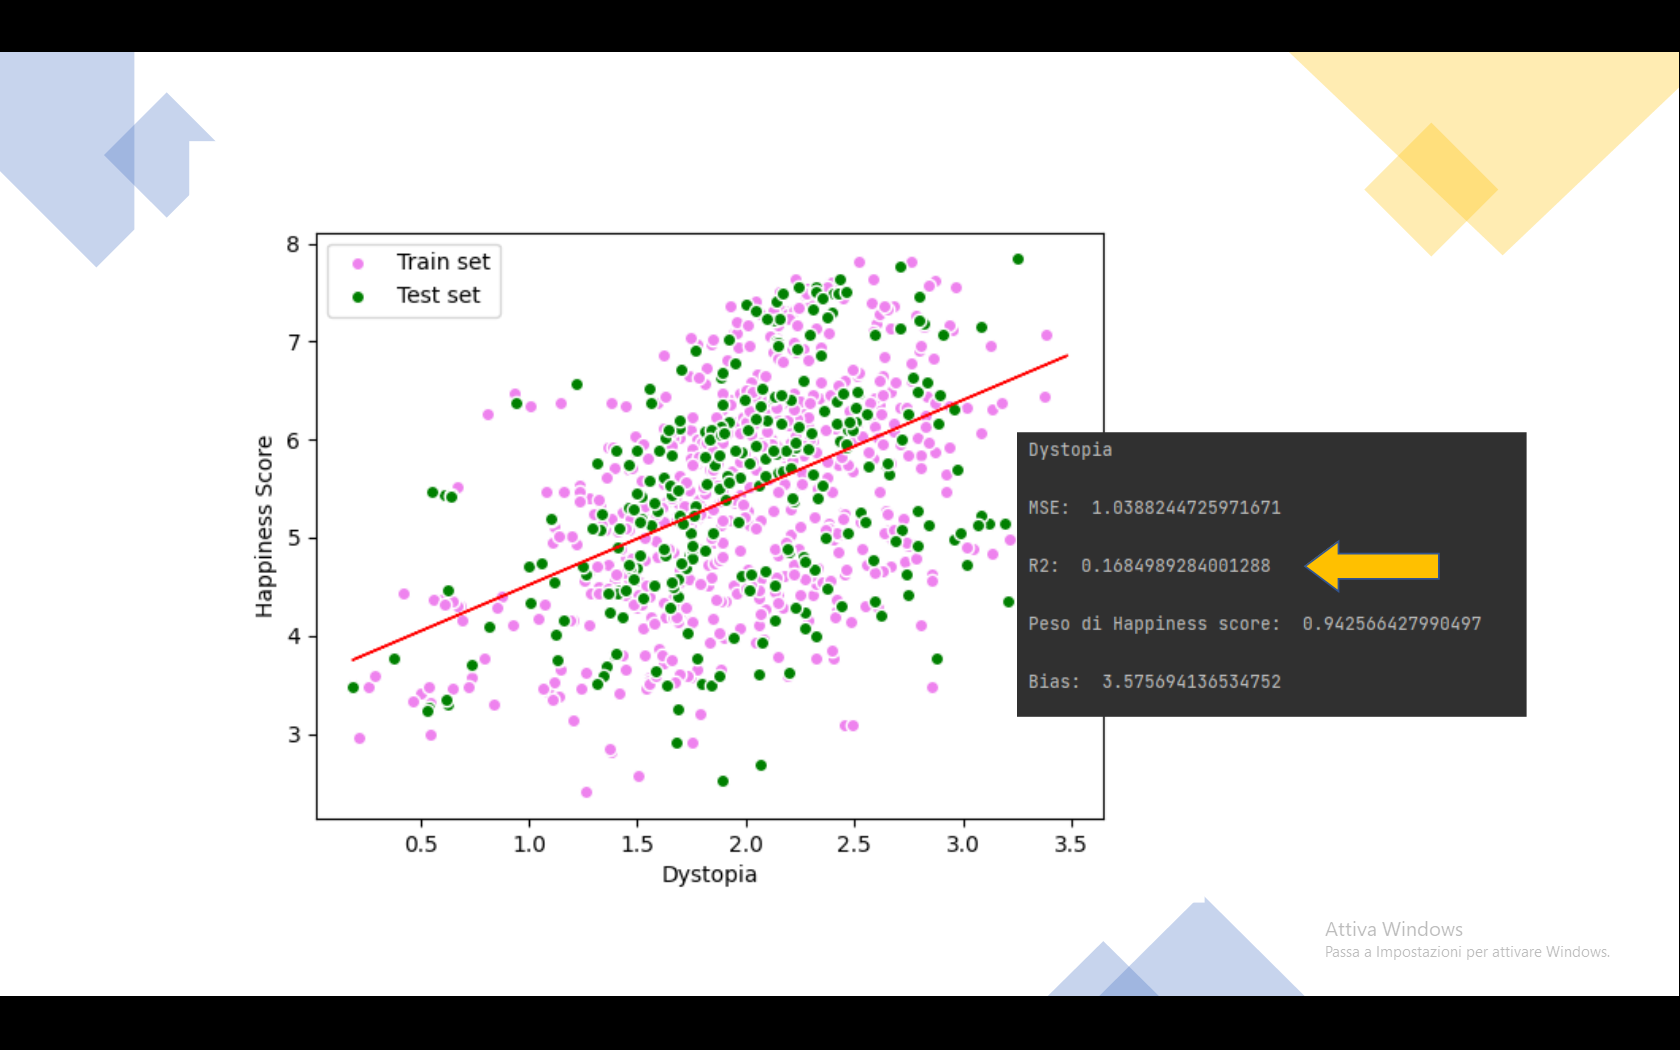 Train set
Test set
8
7
6
5
4
3
Happiness Score
0.5 1.0 1.5 2.0 2.5 3.0 3.5
Dystopia
Dystopia
MSE: 1.0388244725971671
R2: 0.1684989284001288
Peso di Happiness score: 0.942566427990497
Bias: 3.575694136534752
Attiva Windows
Passa a Impostazioni per attivare Windows.